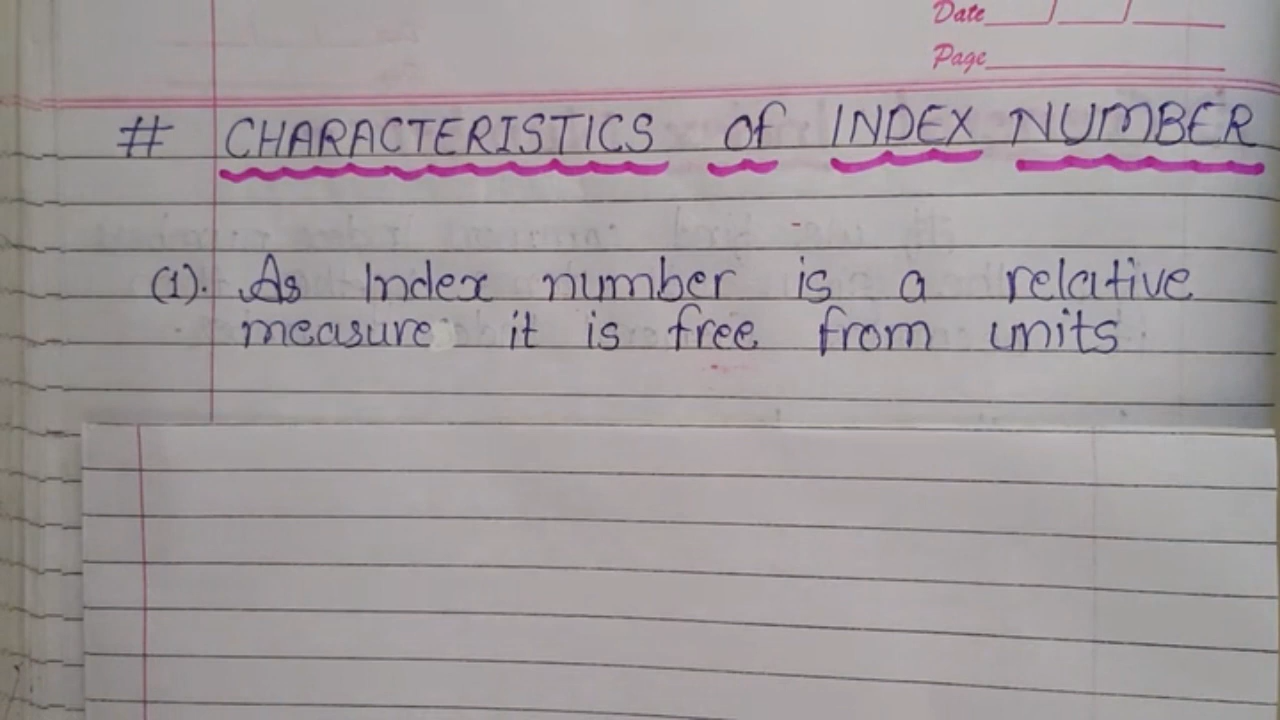 Date
Page
# CHARACTERISTICS Of INDEX NUMBER
(1). As Index number is a relative
measure it is free from units